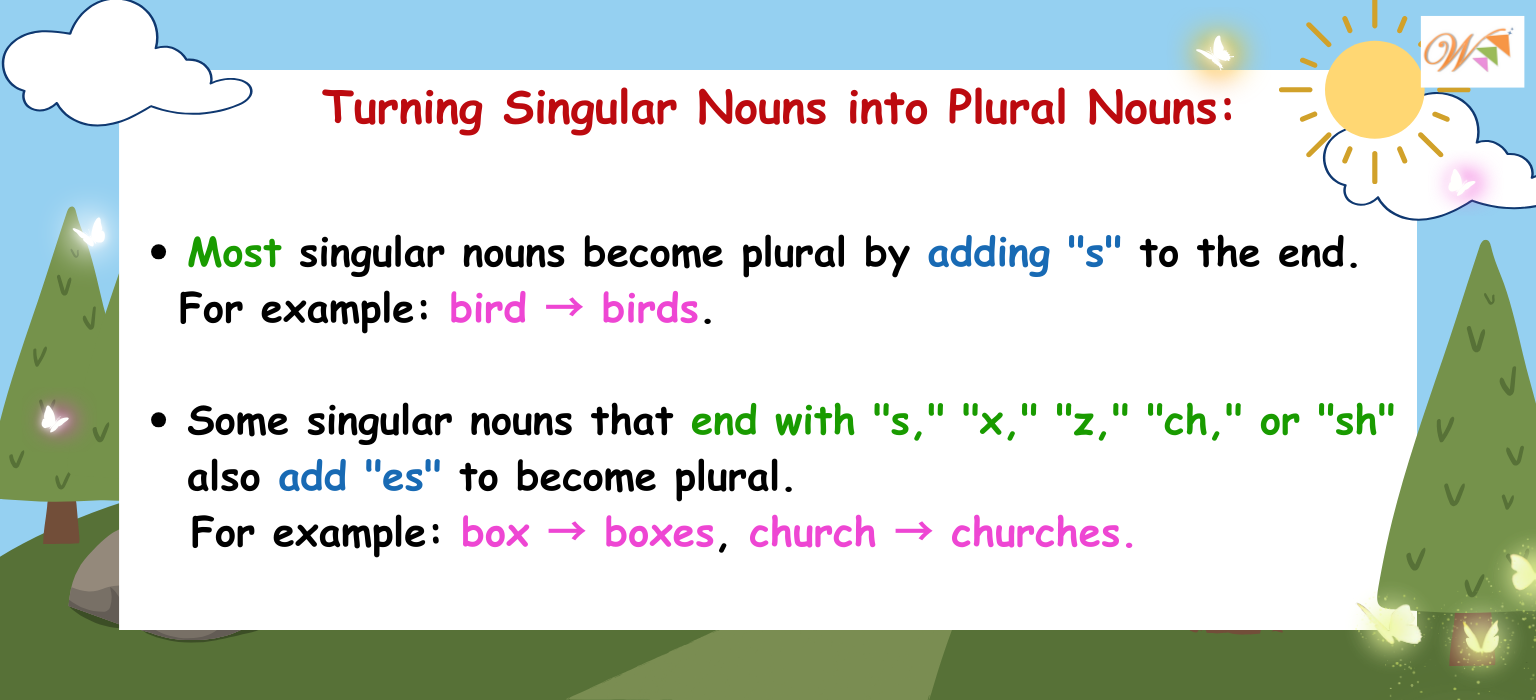 W
Turning Singular Nouns into Plural Nouns:
• Most singular nouns become plural by adding "s" to the end.
For example: bird → birds.
• Some singular nouns that end with "s," "x," "z," "ch," or "sh"
also add "es" to become plural.
For example: box → boxes, church → churches.